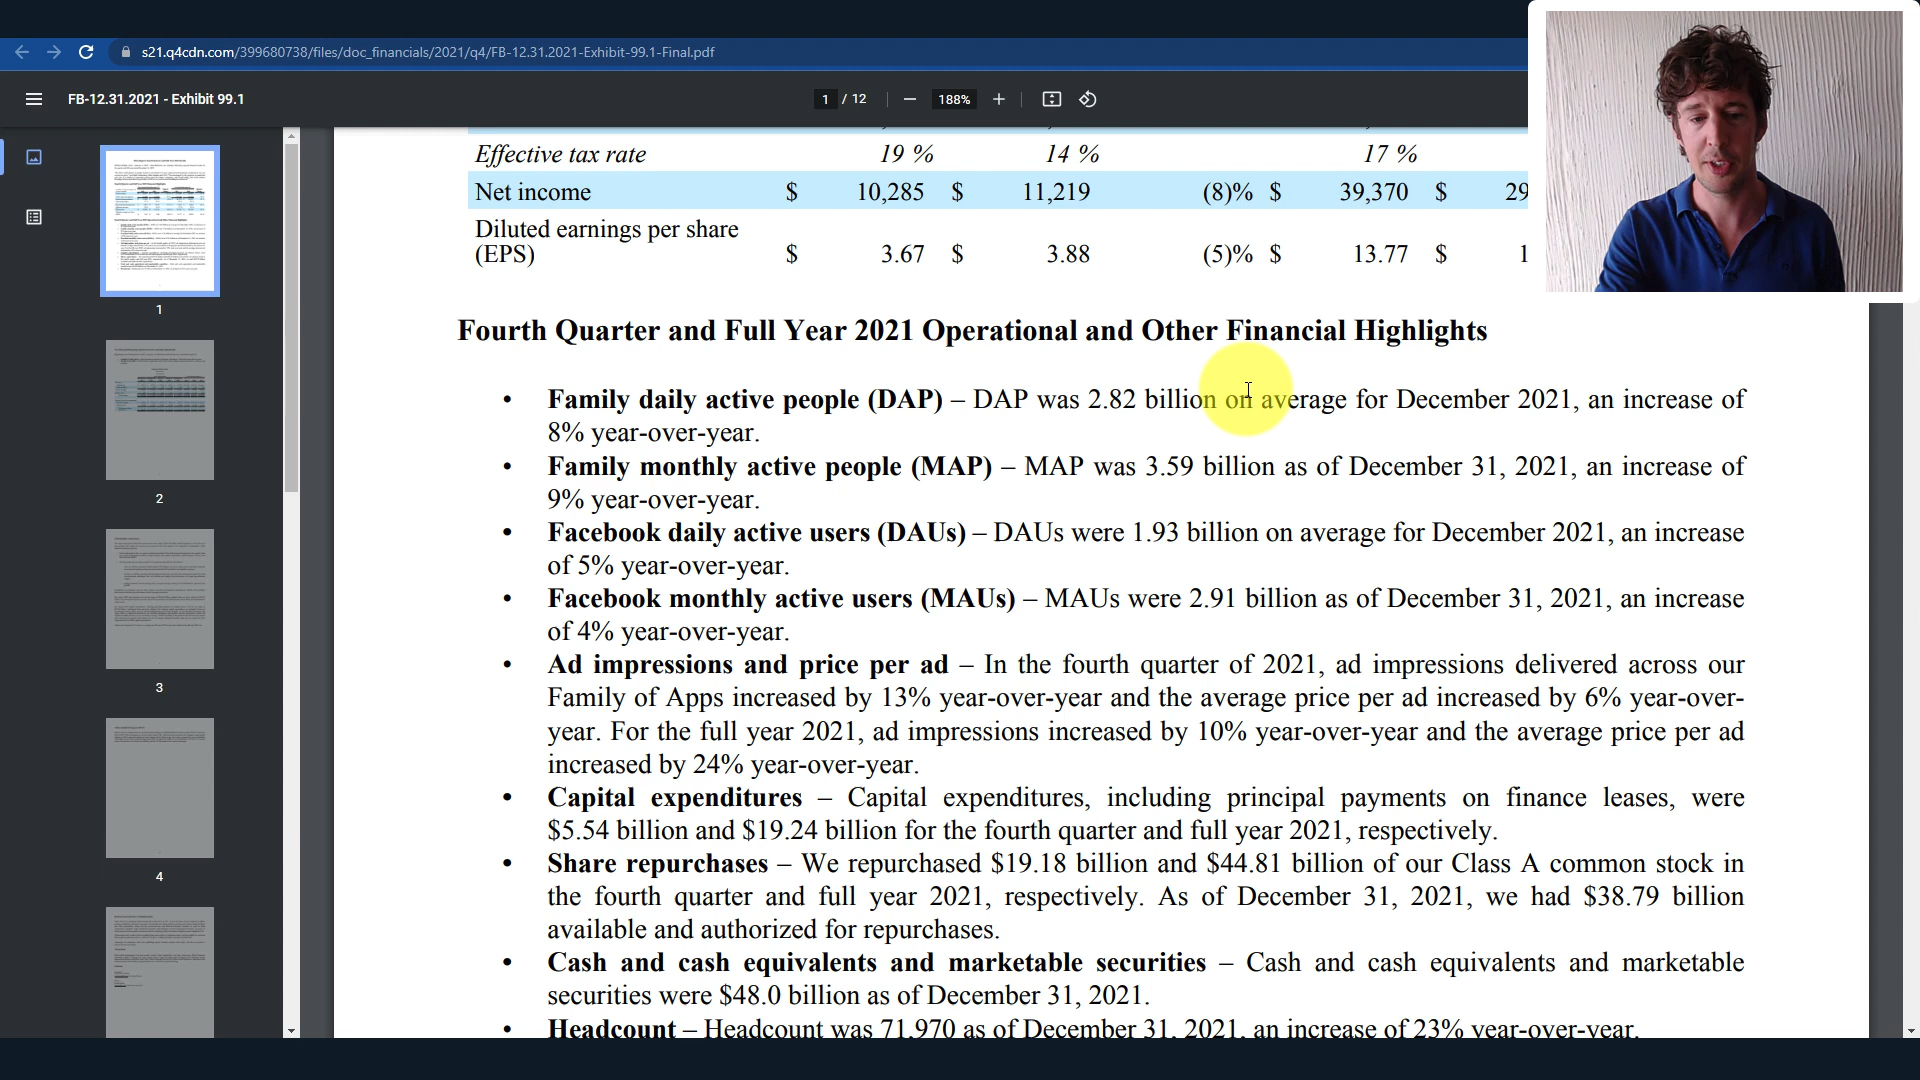 s21.q4cdn.com/399680738/files/doc_financials/2021/q4/FB-12.31.2021-Exhibit-99.1-Final.pdf
FB-12.31.2021 - Exhibit 99.1
1 / 12
188%
Effective tax rate 19 % 14 % 17 %
Net income $ 10,285 $ 11,219 (8)% $ 39,370 $ 29
Diluted earnings per share
(EPS) $ 3.67 $ 3.88 (5)% $ 13.77 $ 1
Fourth Quarter and Full Year 2021 Operational and Other Financial Highlights
• Family daily active people (DAP) – DAP was 2.82 billion on average for December 2021, an increase of
8% year-over-year.
• Family monthly active people (MAP) – MAP was 3.59 billion as of December 31, 2021, an increase of
9% year-over-year.
• Facebook daily active users (DAUs) – DAUs were 1.93 billion on average for December 2021, an increase
of 5% year-over-year.
• Facebook monthly active users (MAUs) – MAUs were 2.91 billion as of December 31, 2021, an increase
of 4% year-over-year.
• Ad impressions and price per ad – In the fourth quarter of 2021, ad impressions delivered across our
Family of Apps increased by 13% year-over-year and the average price per ad increased by 6% year-over-
year. For the full year 2021, ad impressions increased by 10% year-over-year and the average price per ad
increased by 24% year-over-year.
• Capital expenditures – Capital expenditures, including principal payments on finance leases, were
$5.54 billion and $19.24 billion for the fourth quarter and full year 2021, respectively.
• Share repurchases – We repurchased $19.18 billion and $44.81 billion of our Class A common stock in
the fourth quarter and full year 2021, respectively. As of December 31, 2021, we had $38.79 billion
available and authorized for repurchases.
• Cash and cash equivalents and marketable securities – Cash and cash equivalents and marketable
securities were $48.0 billion as of December 31, 2021.
• Headcount – Headcount was 71,970 as of December 31, 2021, an increase of 23% year-over-year.
1
2
3
4